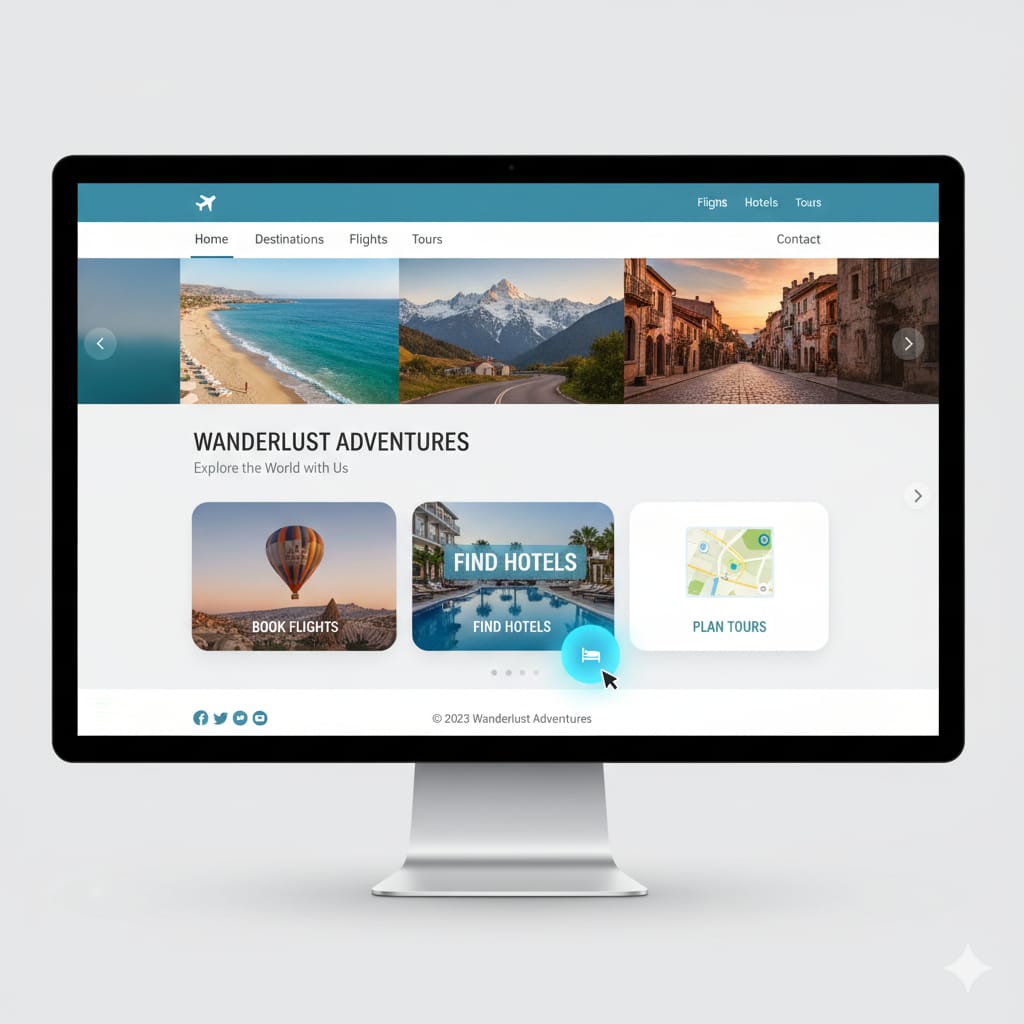 Fligns Hotels Tours
Home Destinations Flights Tours Contact
WANDERLUST ADVENTURES
Explore the World with Us
BOOK FLIGHTS
FIND HOTELS
FIND HOTELS
PLAN TOURS
© 2023 Wanderlust Adventures